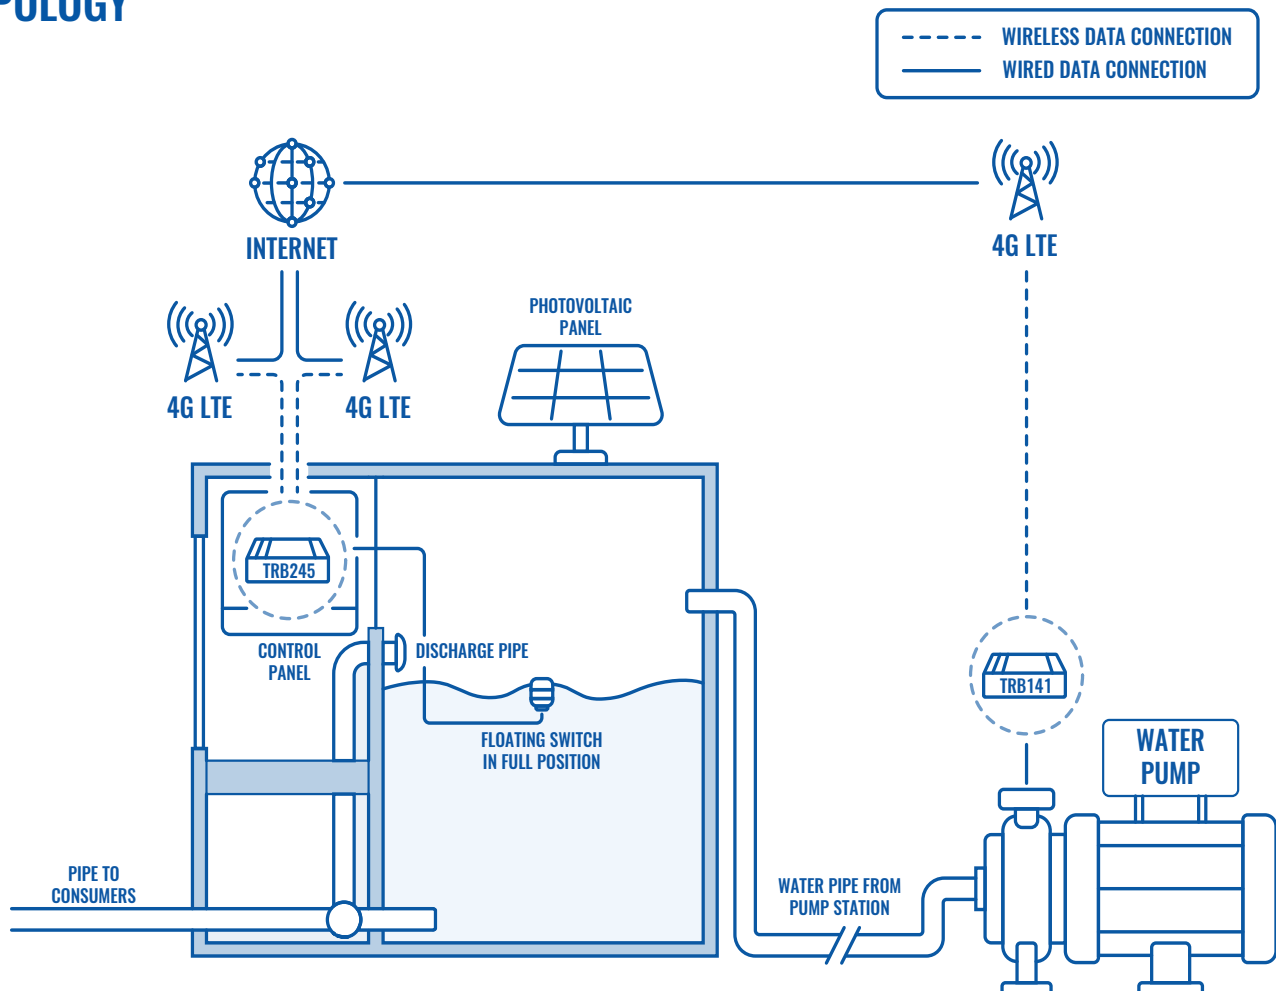 WIRELESS DATA CONNECTION
WIRED DATA CONNECTION
INTERNET
4G LTE
4G LTE
4G LTE
PHOTOVOLTAIC
PANEL
TRB245
CONTROL
PANEL
DISCHARGE PIPE
FLOATING SWITCH
IN FULL POSITION
TRB141
WATER
PUMP
PIPE TO
CONSUMERS
WATER PIPE FROM
PUMP STATION